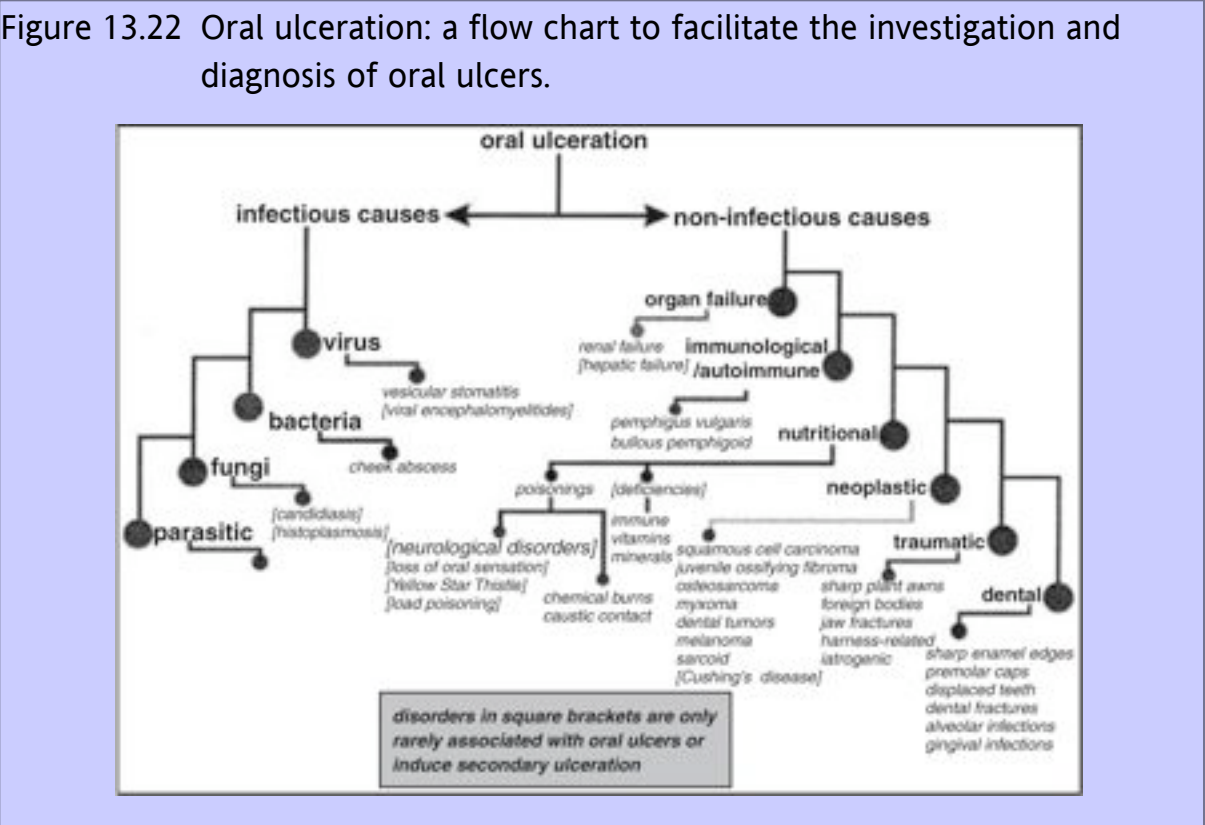 Figure 13.22 Oral ulceration: a flow chart to facilitate the investigation and
diagnosis of oral ulcers.
oral ulceration
infectious causes
non-infectious causes
virus
vesicular stomatitis
[viral encephalomyelitides]
bacteria
cheek abscess
fungi
[candidiasis]
[histoplasmosis]
parasitic
organ failure
renal failure
[hepatic failure]
immunological
/autoimmune
pemphigus vulgaris
bullous pemphigoid
nutritional
poisonings
[neurological disorders]
[loss of oral sensation]
[Yellow Star Thistle]
[load poisoning]
chemical burns
caustic contact
[deficiencies]
immune
vitamins
minerals
neoplastic
squamous cell carcinoma
juvenile ossifying fibroma
osteosarcoma
myxoma
dental tumors
melanoma
sarcoid
[Cushing's disease]
traumatic
sharp plant awns
foreign bodies
jaw fractures
harness-related
iatrogenic
dental
sharp enamel edges
premolar caps
displaced teeth
dental fractures
alveolar infections
gingival infections
disorders in square brackets are only
rarely associated with oral ulcers or
induce secondary ulceration